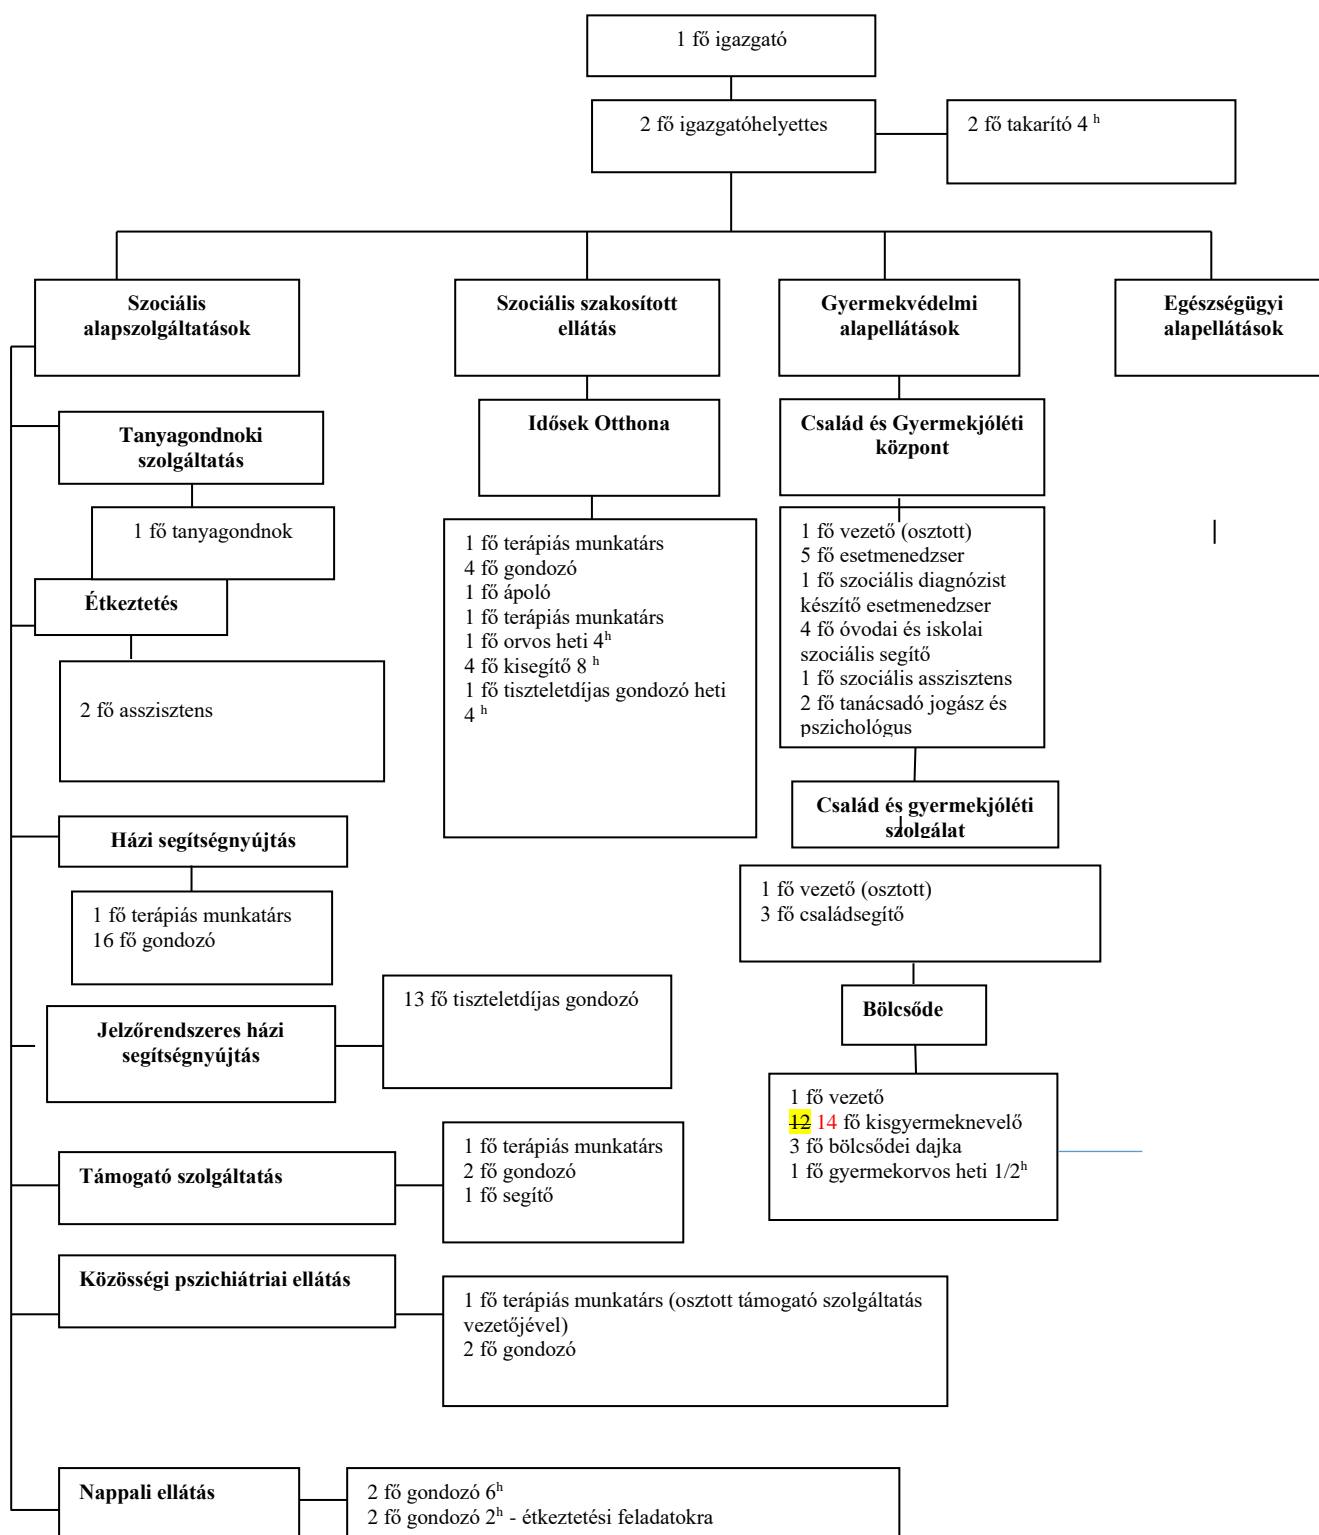 1 fő igazgató
2 fő igazgatóhelyettes
2 fő takarító 4 h
Szociális
alapszolgáltatások
Szociális szakosított
ellátás
Gyermekvédelmi
alapellátások
Egészségügyi
alapellátások
Tanyagondnoki
szolgáltatás
1 fő tanyagondnok
Étkeztetés
2 fő asszisztens
Házi segítségnyújtás
1 fő terápiás munkatárs
16 fő gondozó
Jelzőrendszeres házi
segítségnyújtás
13 fő tiszteletdíjas gondozó
Támogató szolgáltatás
1 fő terápiás munkatárs
2 fő gondozó
1 fő segítő
Közösségi pszichiátriai ellátás
1 fő terápiás munkatárs (osztott támogató szolgáltatás
vezetőjével)
2 fő gondozó
Nappali ellátás
2 fő gondozó 6h
2 fő gondozó 2h - étkeztetési feladatokra
Idősek Otthona
1 fő terápiás munkatárs
4 fő gondozó
1 fő ápoló
1 fő terápiás munkatárs
1 fő orvos heti 4h
4 fő kisegítő 8 h
1 fő tiszteletdíjas gondozó heti
4 h
Család és Gyermekjóléti
központ
1 fő vezető (osztott)
5 fő esetmenedzser
1 fő szociális diagnózist
készítő esetmenedzser
4 fő óvodai és iskolai
szociális segítő
1 fő szociális asszisztens
2 fő tanácsadó jogász és
pszichológus
Család és gyermekjóléti
szolgálat
1 fő vezető (osztott)
3 fő családsegítő
Bölcsőde
1 fő vezető
12 14 fő kisgyermeknevelő
3 fő bölcsődei dajka
1 fő gyermekorvos heti 1/2h